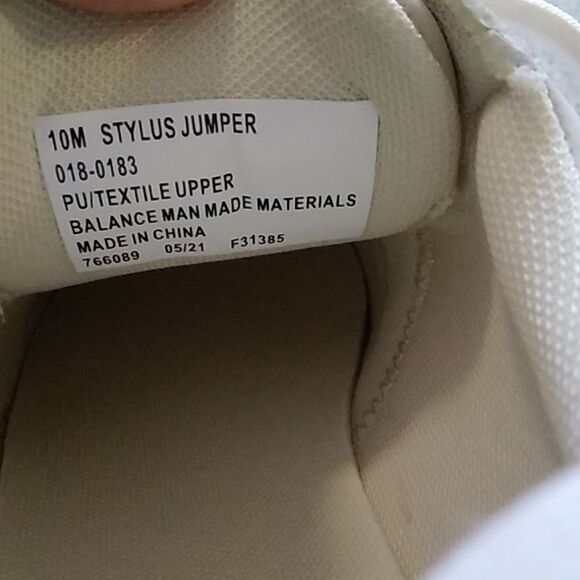 10M STYLUS JUMPER
018-0183
PU/TEXTILE UPPER
BALANCE MAN MADE MATERIALS
MADE IN CHINA
766089 05/21 F31385